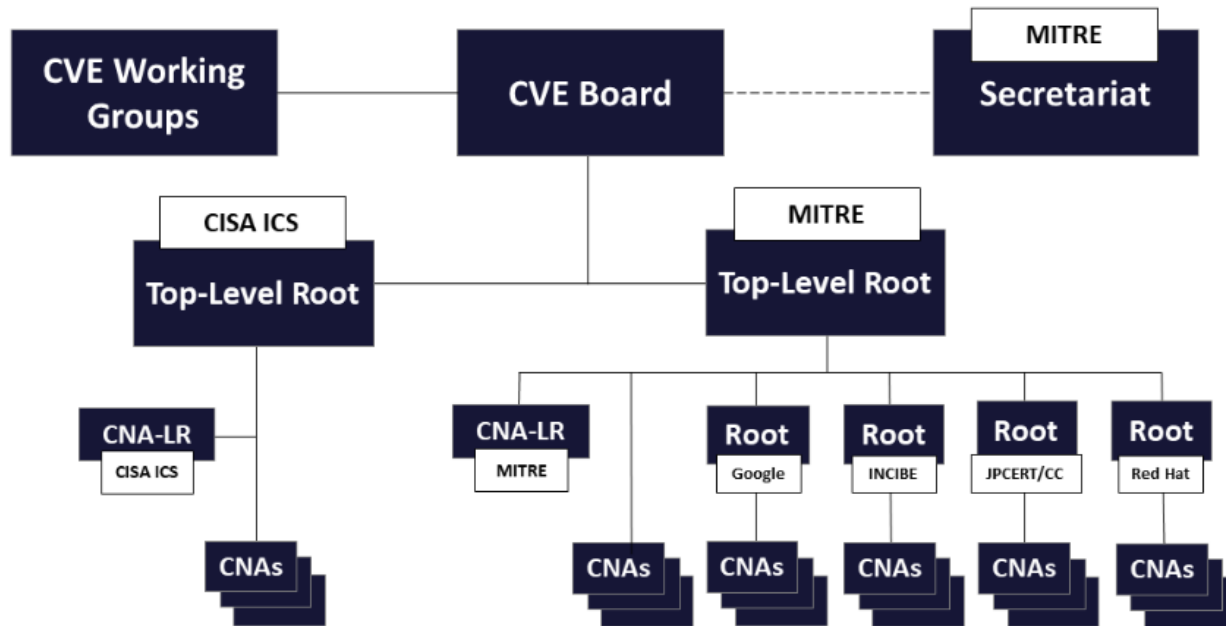 MITRE
CVE Working
Groups
CVE Board
Secretariat
CISA ICS
MITRE
Top-Level Root
Top-Level Root
CNA-LR
CISA ICS
CNA-LR
MITRE
Root
Google
Root
INCIBE
Root
JPCERT/CC
Root
Red Hat
CNAs
CNAs
CNAs
CNAs
CNAs
CNAs